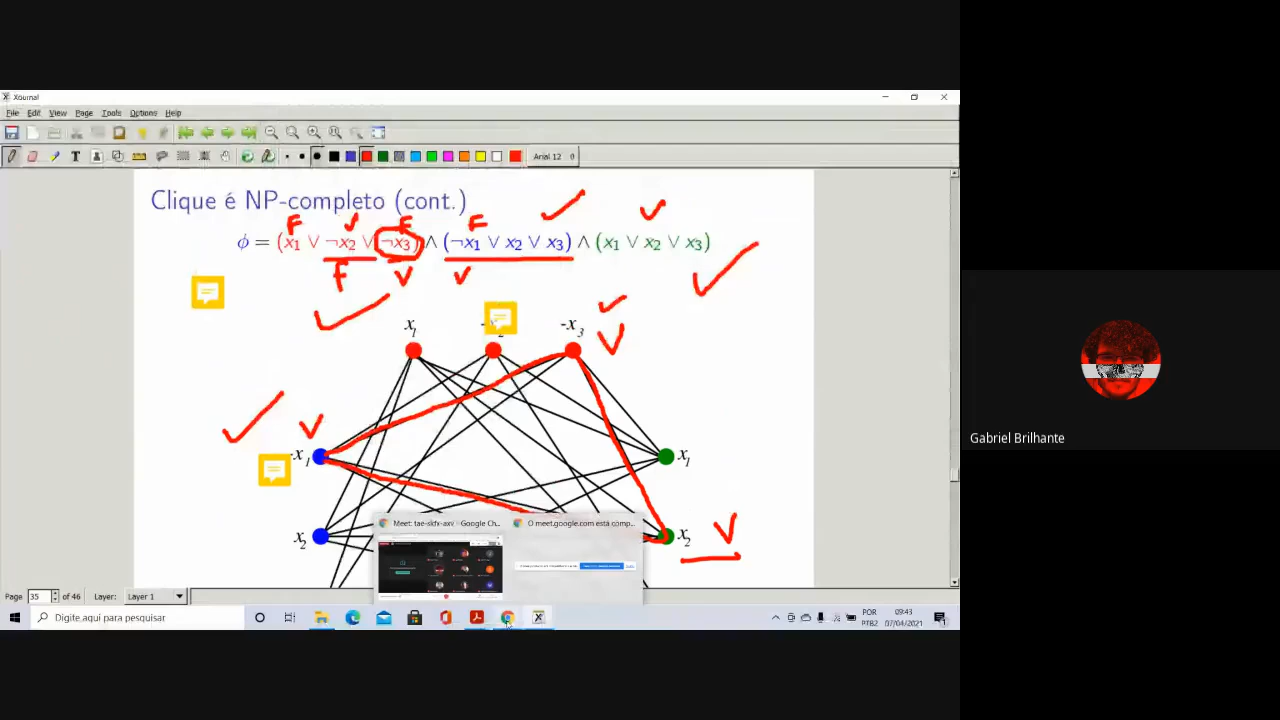 Xournal
File Edit View Page Tools Options Help
Arial 12
Clique é NP-completo (cont.)
F V F F
ϕ = (x1 ∨ ¬x2 ∨ ¬x3) ∧ (¬x1 ∨ x2 ∨ x3) ∧ (x1 ∨ x2 ∨ x3)
F V V
x1 -x3
V
V
-x1 x1
Gabriel Brilhante
Meet: tae-sidx-axv - Google Ch... O meet.google.com está comp...
x2 x2 V
Page 35 of 46 Layer: Layer 1
Digite aqui para pesquisar
POR 09:43
PTB2 07/04/2021